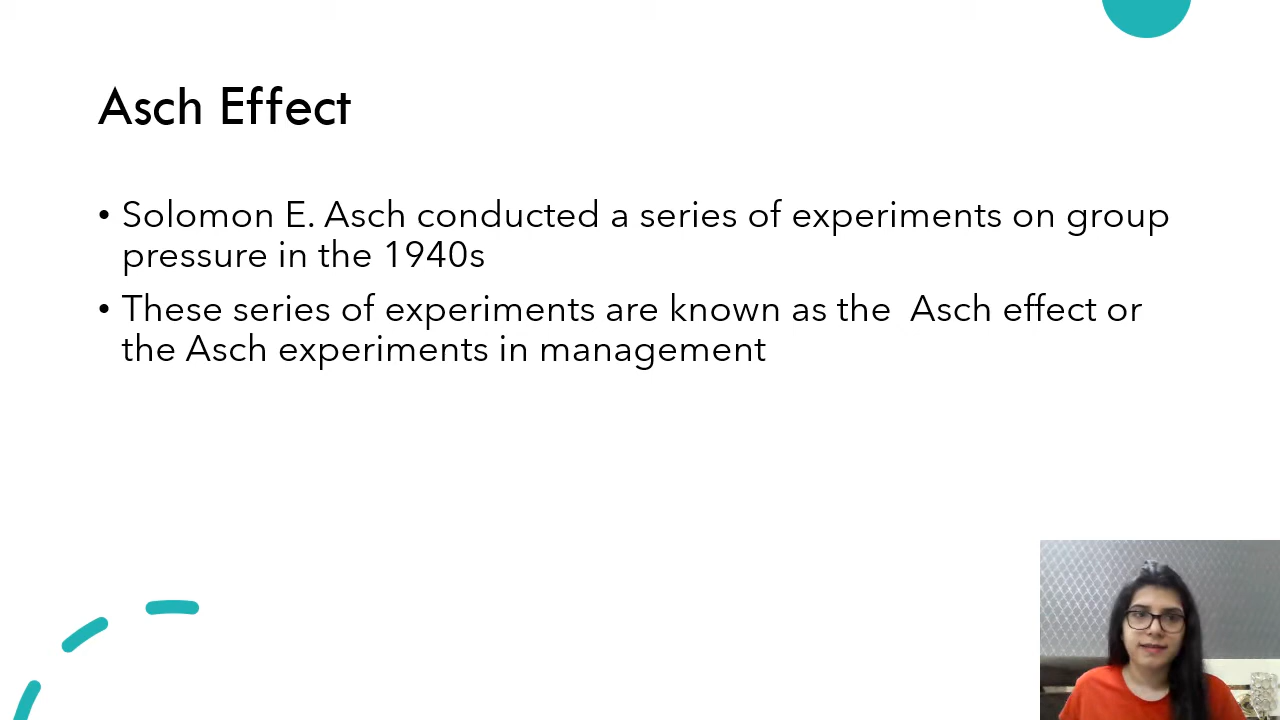 Asch Effect
• Solomon E. Asch conducted a series of experiments on group
pressure in the 1940s
• These series of experiments are known as the  Asch effect or
the Asch experiments in management